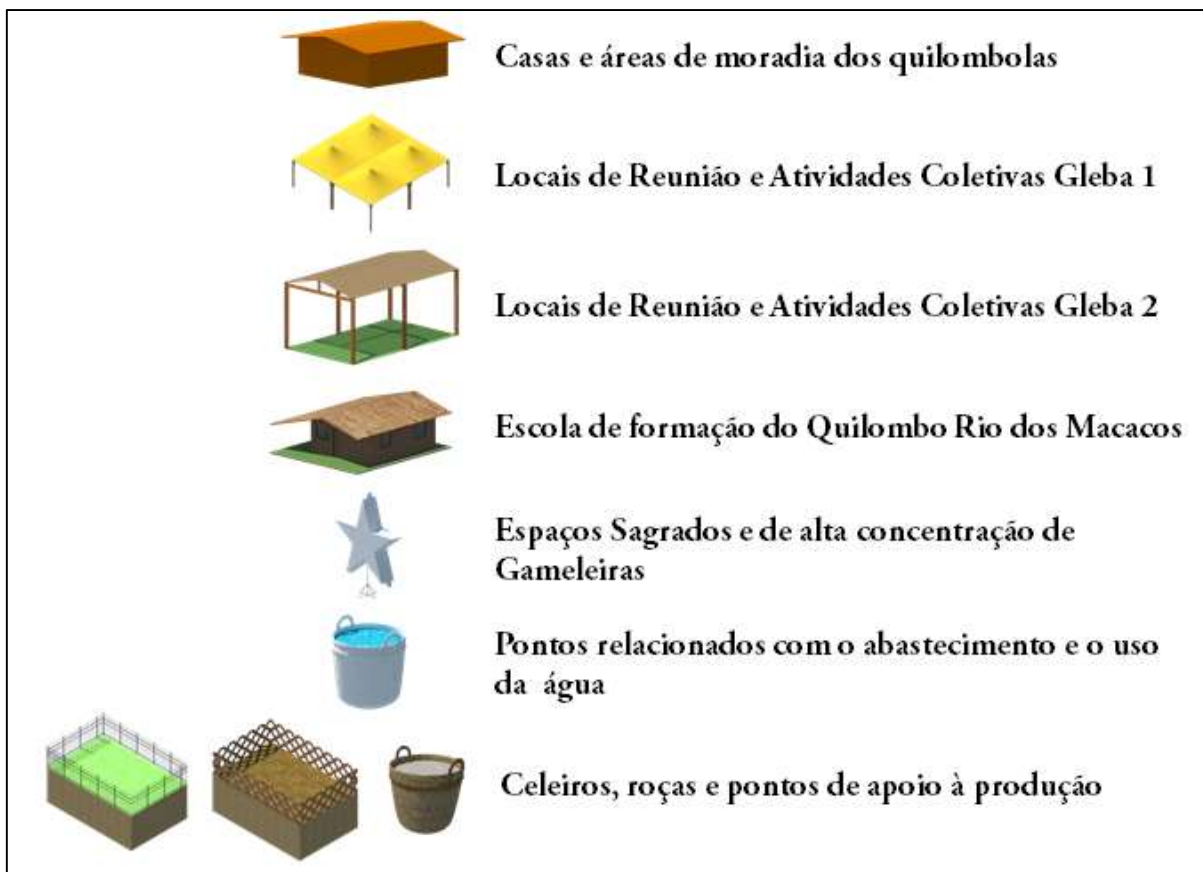 Casas e áreas de moradia dos quilombolas
Locais de Reunião e Atividades Coletivas Gleba 1
Locais de Reunião e Atividades Coletivas Gleba 2
Escola de formação do Quilombo Rio dos Macacos
Espaços Sagrados e de alta concentração de
Gameleiras
Pontos relacionados com o abastecimento e o uso
da água
Celeiros, roças e pontos de apoio à produção